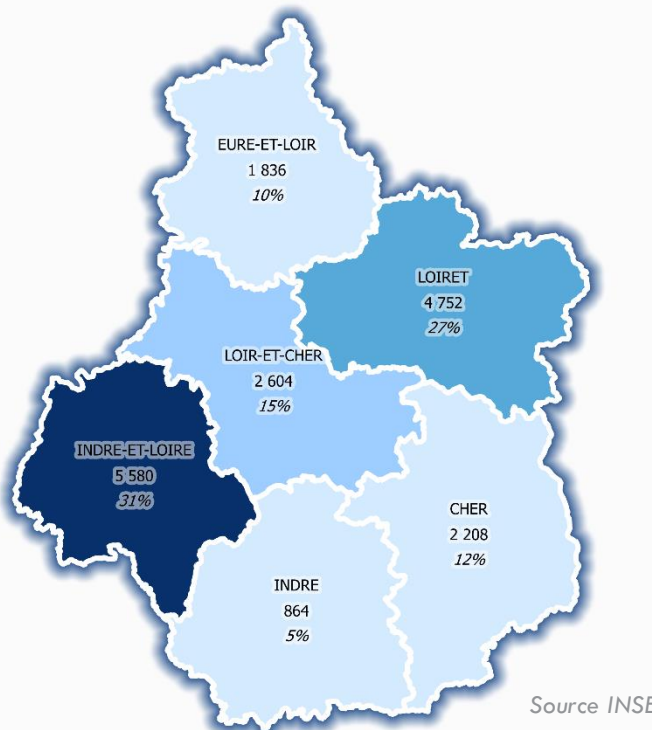 EURE-ET-LOIR
1 836
10%
LOIRET
4 752
27%
LOIR-ET-CHER
2 604
15%
INDRE-ET-LOIRE
5 580
31%
CHER
2 208
12%
INDRE
864
5%
Source INSE